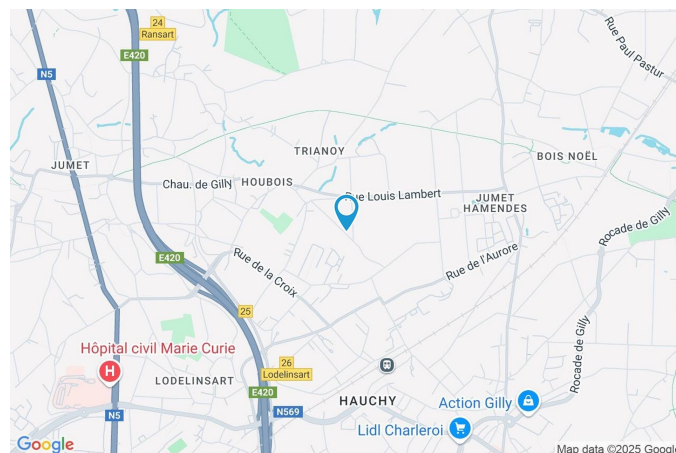 24
Ransart
E420
N5
Rue Paul Pastur
TRIANOY
BOIS NOËL
JUMET
Chau. de Gilly
HOUBOIS
Rue Louis Lambert
JUMET
HAMENDES
Rocade de Gilly
E420
Rue de la Croix
Rue de l'Aurore
25
Rocade de Gilly
Hôpital civil Marie Curie
H
26
Lodelinsart
LODELINSART
E420
HAUCHY
Action Gilly
N5
N569
Lidl Charleroi
Google
Map data ©2025 Google